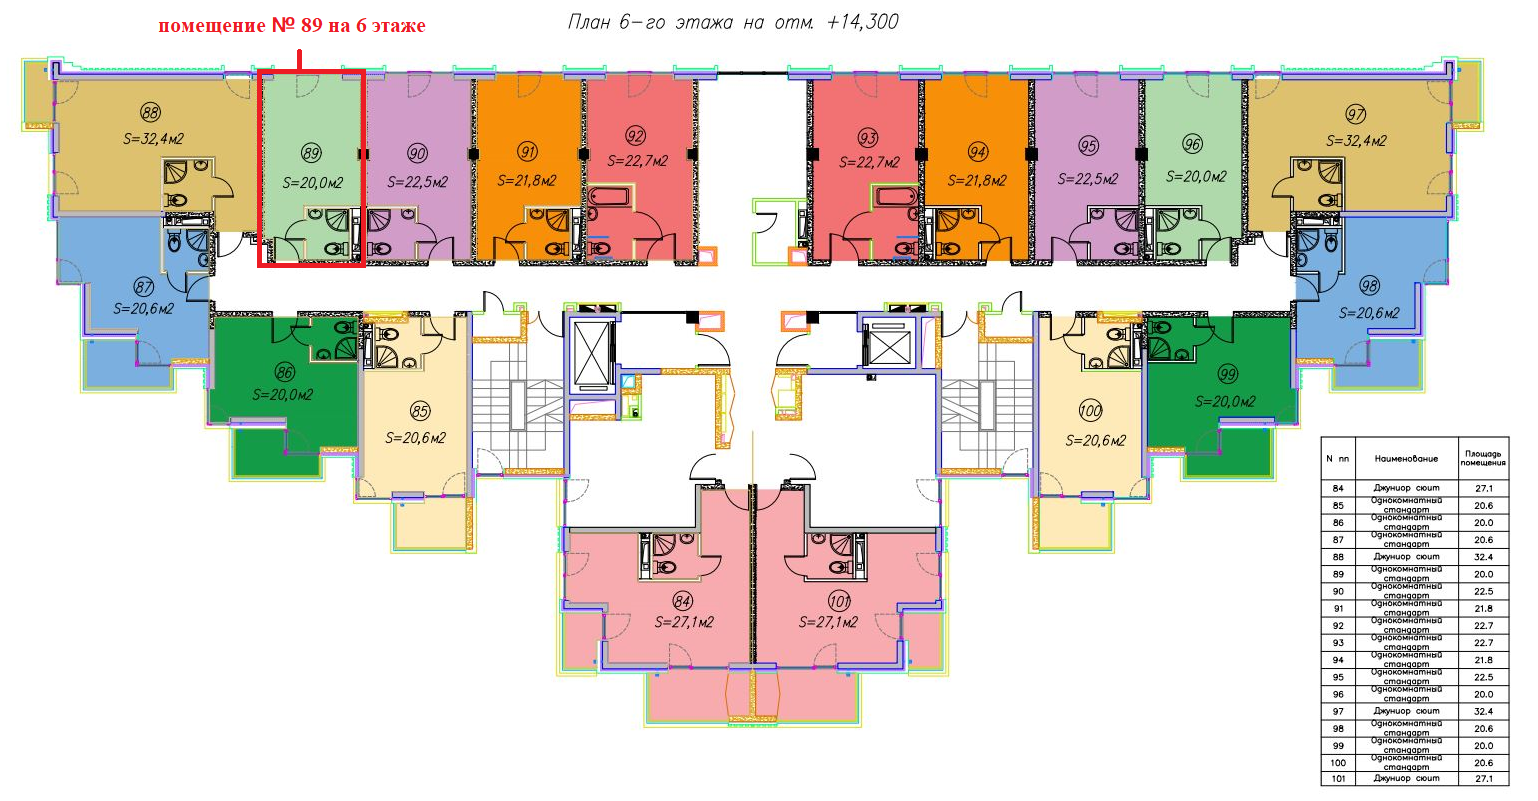 помещение № 89 на 6 этаже
План 6-го этажа на отм. +14,300
88
S=32,4м2
89
S=20,0м2
90
S=22,5м2
91
S=21,8м2
92
S=22,7м2
93
S=22,7м2
94
S=21,8м2
95
S=22,5м2
96
S=20,0м2
97
S=32,4м2
87
S=20,6м2
98
S=20,6м2
86
S=20,0м2
85
S=20,6м2
100
S=20,6м2
99
S=20,0м2
84
S=27,1м2
101
S=27,1м2
N пп Наименование Площадь
помещения
84 Джуниор сюит 27.1
85 Однокомнатный
стандарт 20.6
86 Однокомнатный
стандарт 20.0
87 Однокомнатный
стандарт 20.6
88 Джуниор сюит 32.4
89 Однокомнатный
стандарт 20.0
90 Однокомнатный
стандарт 22.5
91 Однокомнатный
стандарт 21.8
92 Однокомнатный
стандарт 22.7
93 Однокомнатный
стандарт 22.7
94 Однокомнатный
стандарт 21.8
95 Однокомнатный
стандарт 22.5
96 Однокомнатный
стандарт 20.0
97 Джуниор сюит 32.4
98 Однокомнатный
стандарт 20.6
99 Однокомнатный
стандарт 20.0
100 Однокомнатный
стандарт 20.6
101 Джуниор сюит 27.1